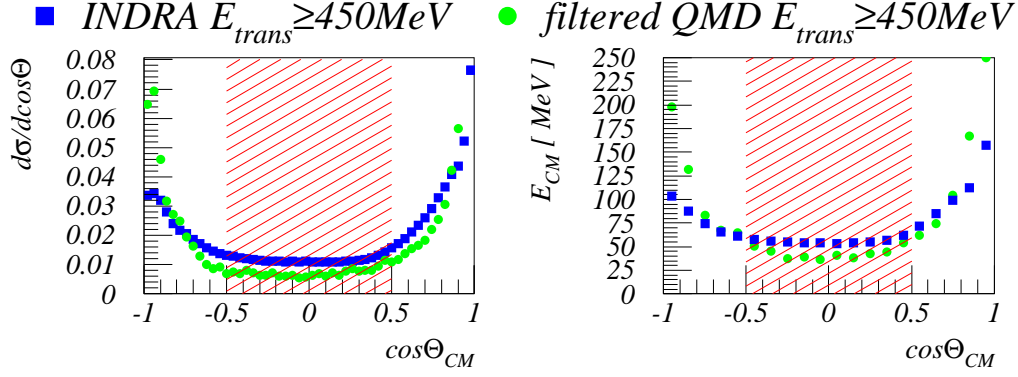 INDRA E_trans≥450MeV
filtered QMD E_trans≥450MeV
dσ/dcosΘ
0.08
0.07
0.06
0.05
0.04
0.03
0.02
0.01
0
-1 -0.5 0 0.5 1
cosΘ_CM
E_CM [ MeV ]
250
225
200
175
150
125
100
75
50
25
0
-1 -0.5 0 0.5 1
cosΘ_CM